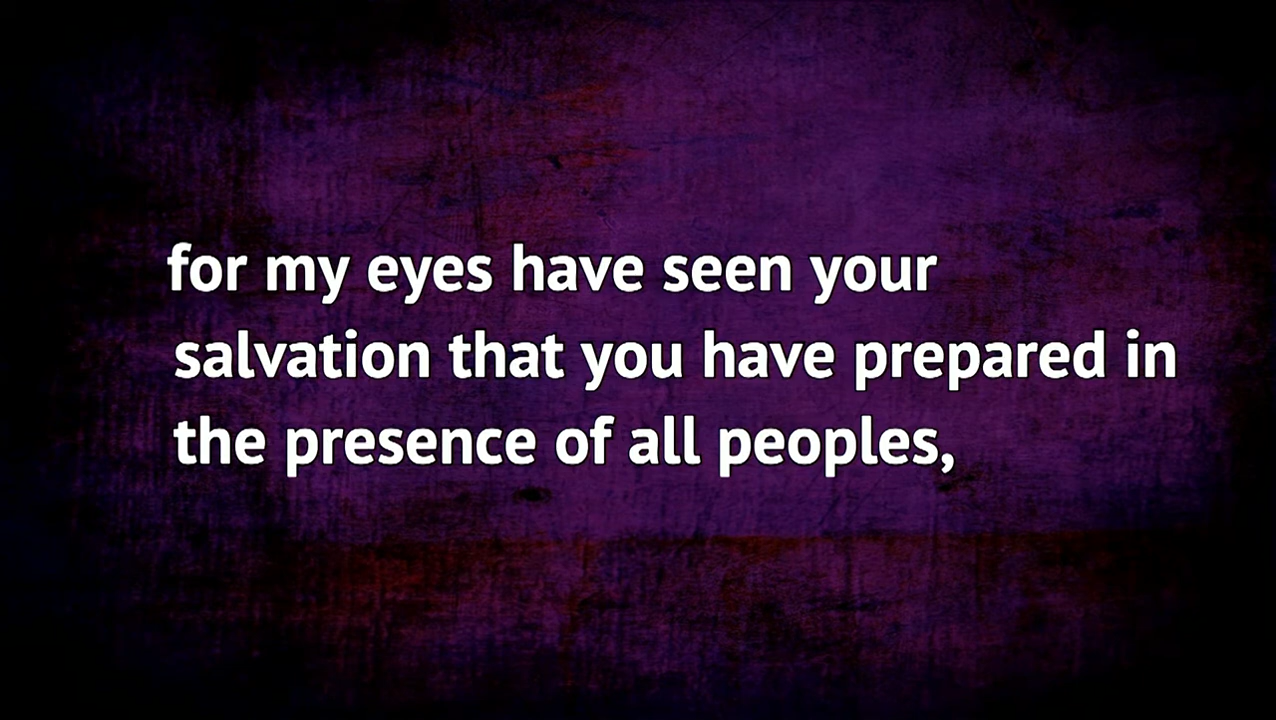 for my eyes have seen your
salvation that you have prepared in
the presence of all peoples,